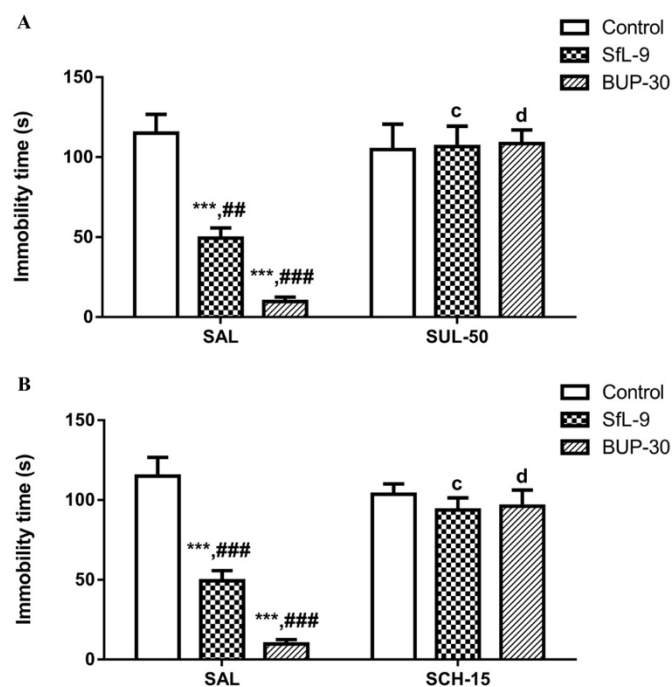 A
Control
SfL-9
BUP-30
Immobility time (s)
150
100
50
0
***,##
***,###
c
d
SAL
SUL-50
B
Control
SfL-9
BUP-30
Immobility time (s)
150
100
50
0
***,###
***,###
c
d
SAL
SCH-15